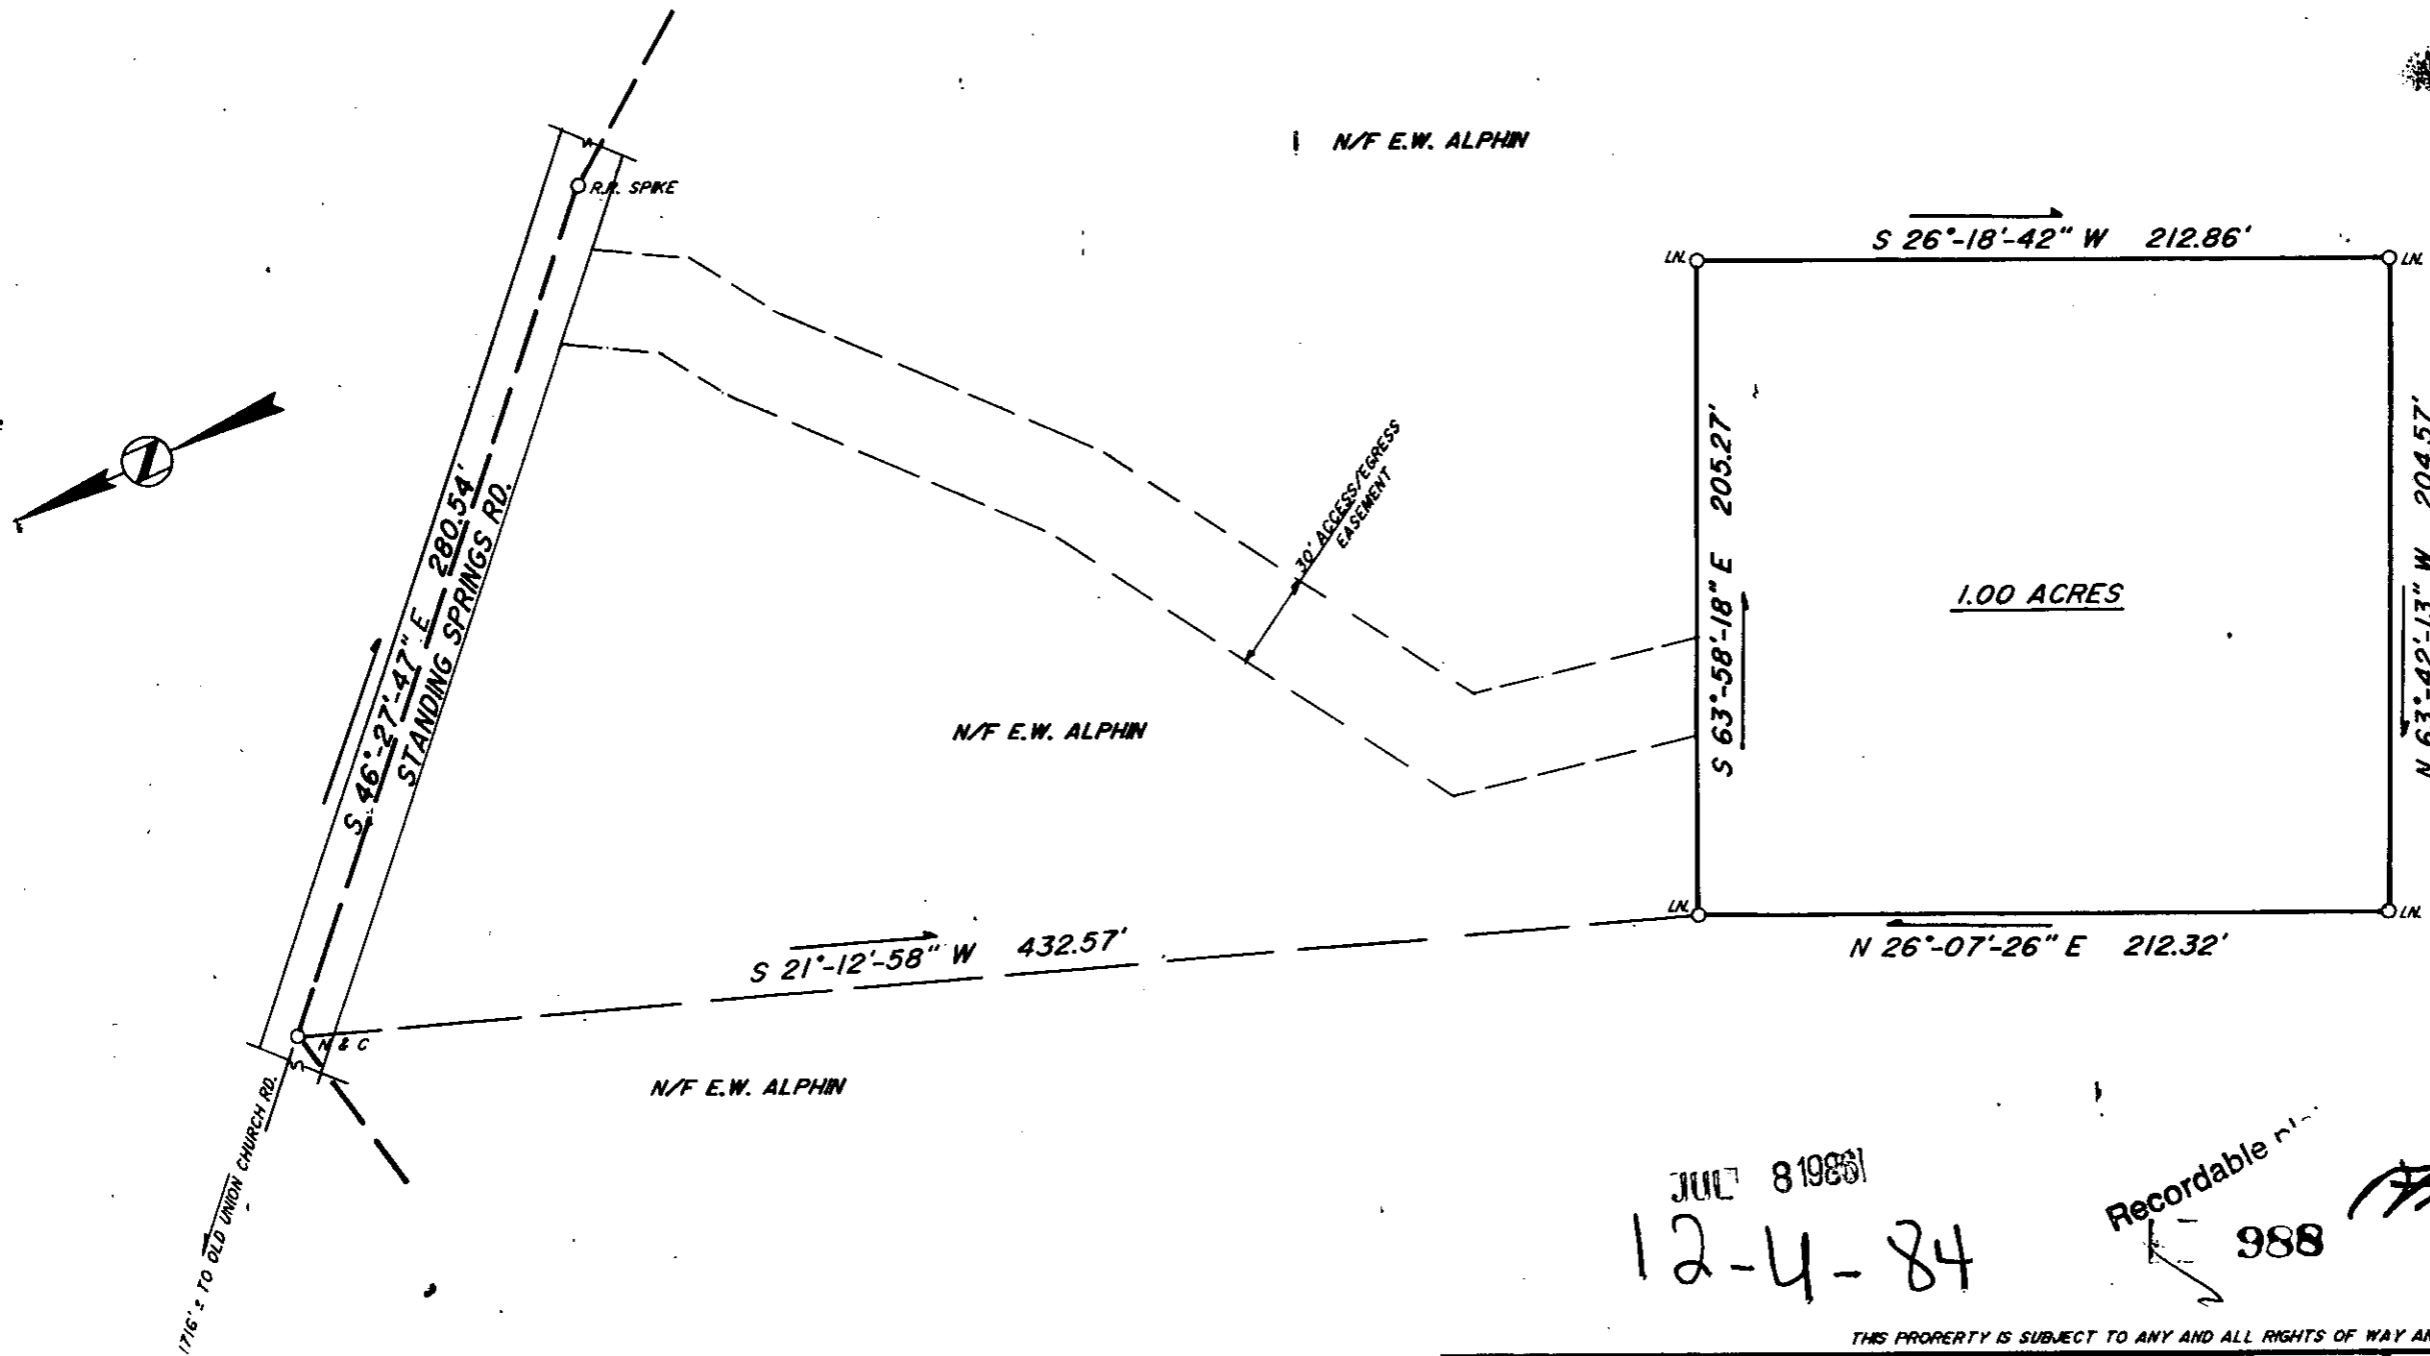 N/F E.W. ALPHIN
R.R. SPIKE
S 26°-18'-42" W 212.86'
I.N.
I.N.
S 46°-27'-47" E 280.54'
STANDING SPRINGS RD.
30' ACCESS/EGRESS
EASEMENT
S 63°-58'-18" E 205.27'
1.00 ACRES
N 63°-42'-13" W 204.57'
N/F E.W. ALPHIN
I.N.
I.N.
S 21°-12'-58" W 432.57'
N 26°-07'-26" E 212.32'
N & C
N/F E.W. ALPHIN
1716' ± TO OLD UNION CHURCH RD.
JUL 8 1986
Recordable
12-4-84
988
THIS PRORERTY IS SUBJECT TO ANY AND ALL RIGHTS OF WAY